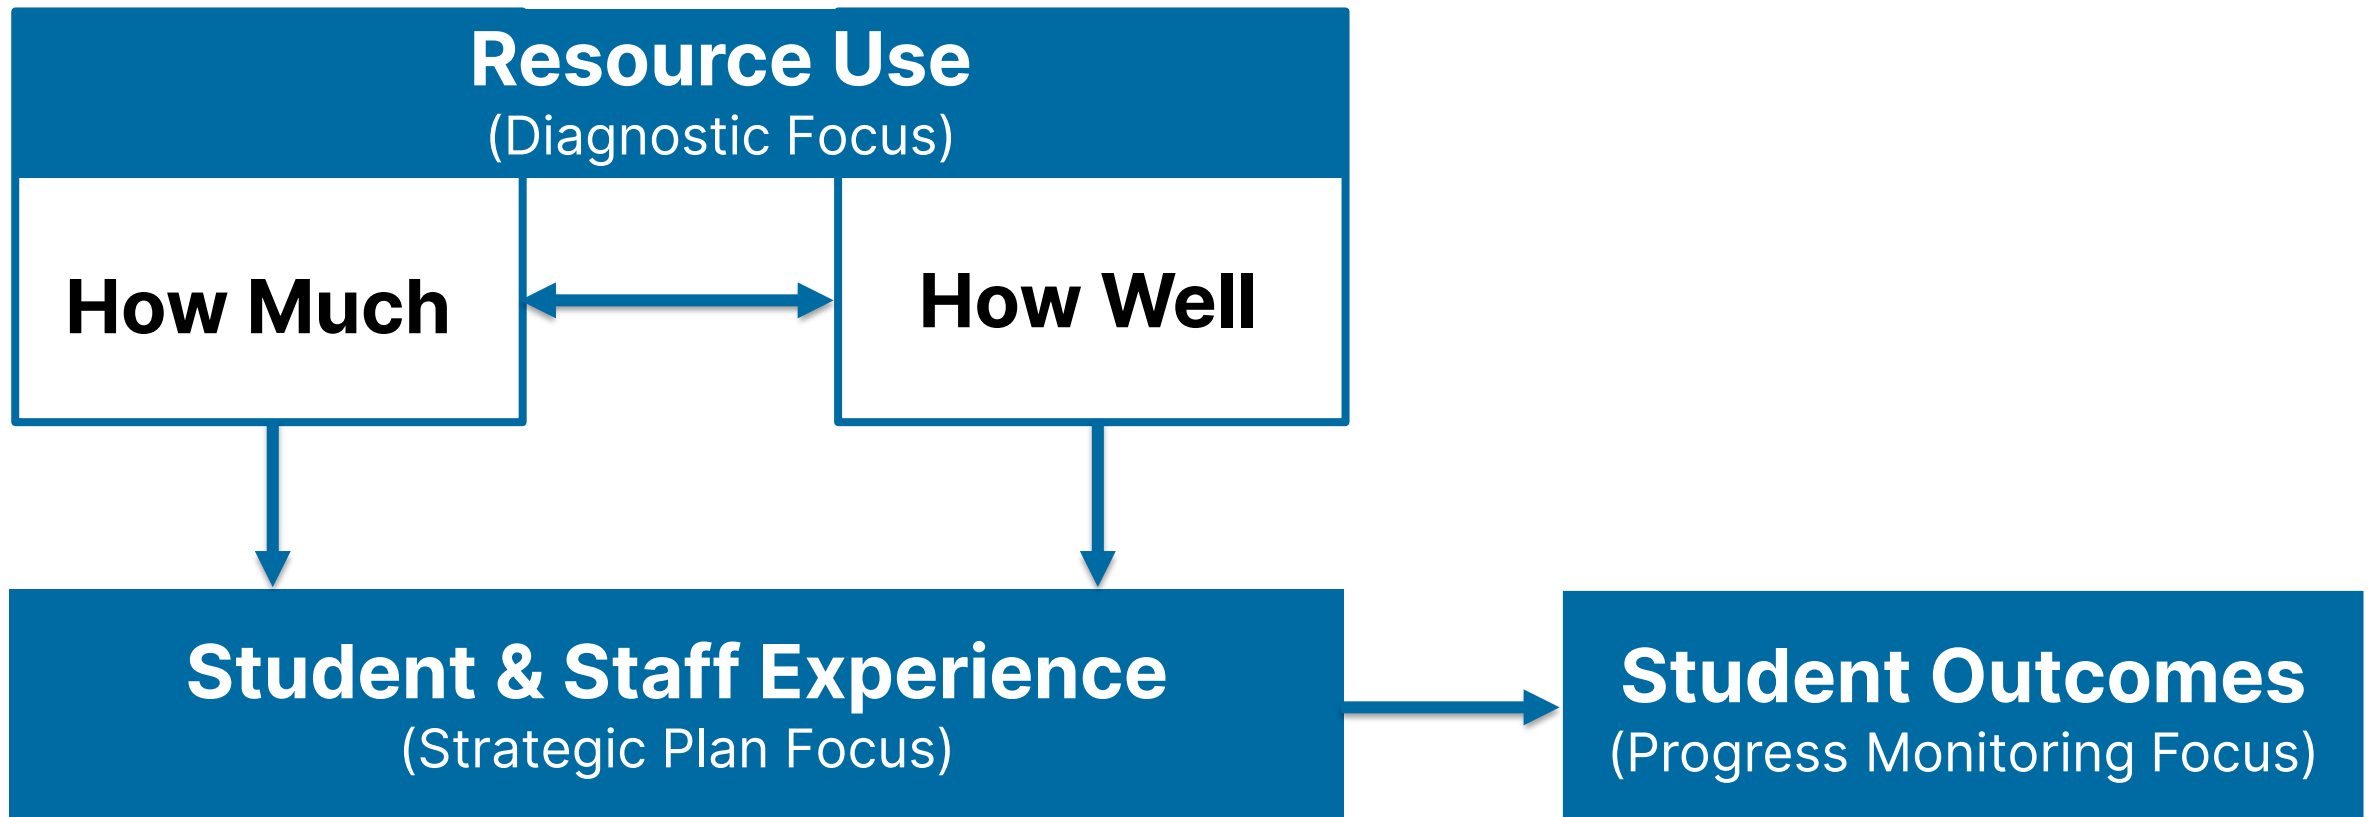 Resource Use
(Diagnostic Focus)
How Much
How Well
Student & Staff Experience
(Strategic Plan Focus)
Student Outcomes
(Progress Monitoring Focus)